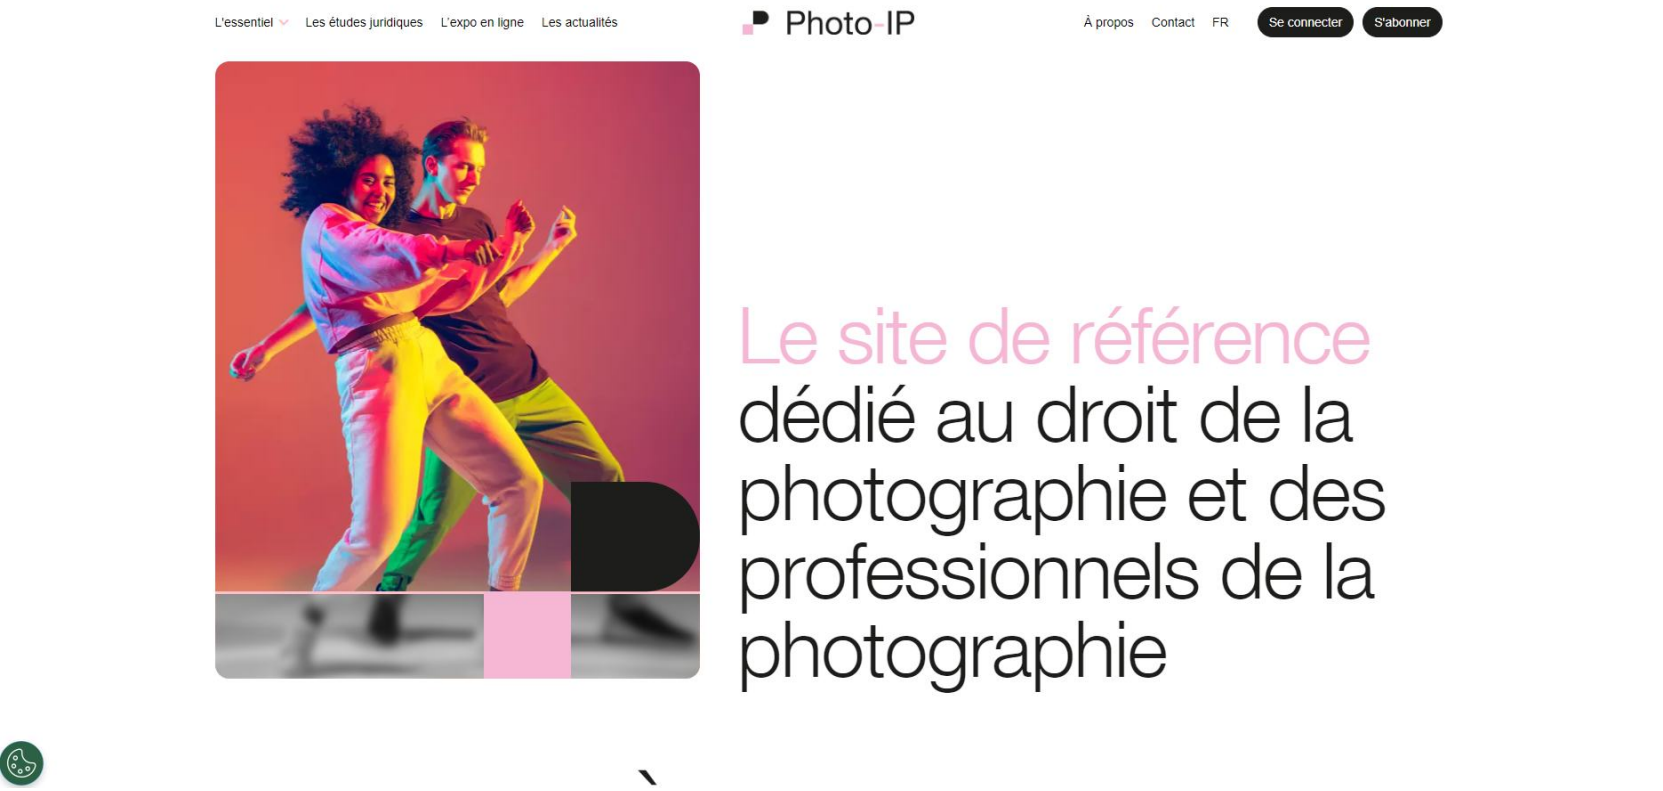 L'essentiel
Les études juridiques
L'expo en ligne
Les actualités
Photo-IP
À propos
Contact
FR
Se connecter
S'abonner
Le site de référence
dédié au droit de la
photographie et des
professionnels de la
photographie